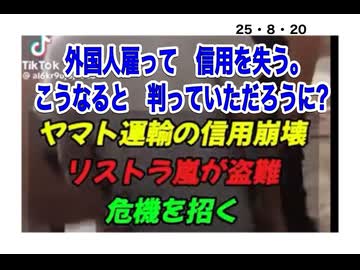 25・8・20
TikTok
外国人雇って 信用を失う。
こうなると 判っていただろうに?
ヤマト運輸の信用崩壊
リストラ嵐が盗難
危機を招く